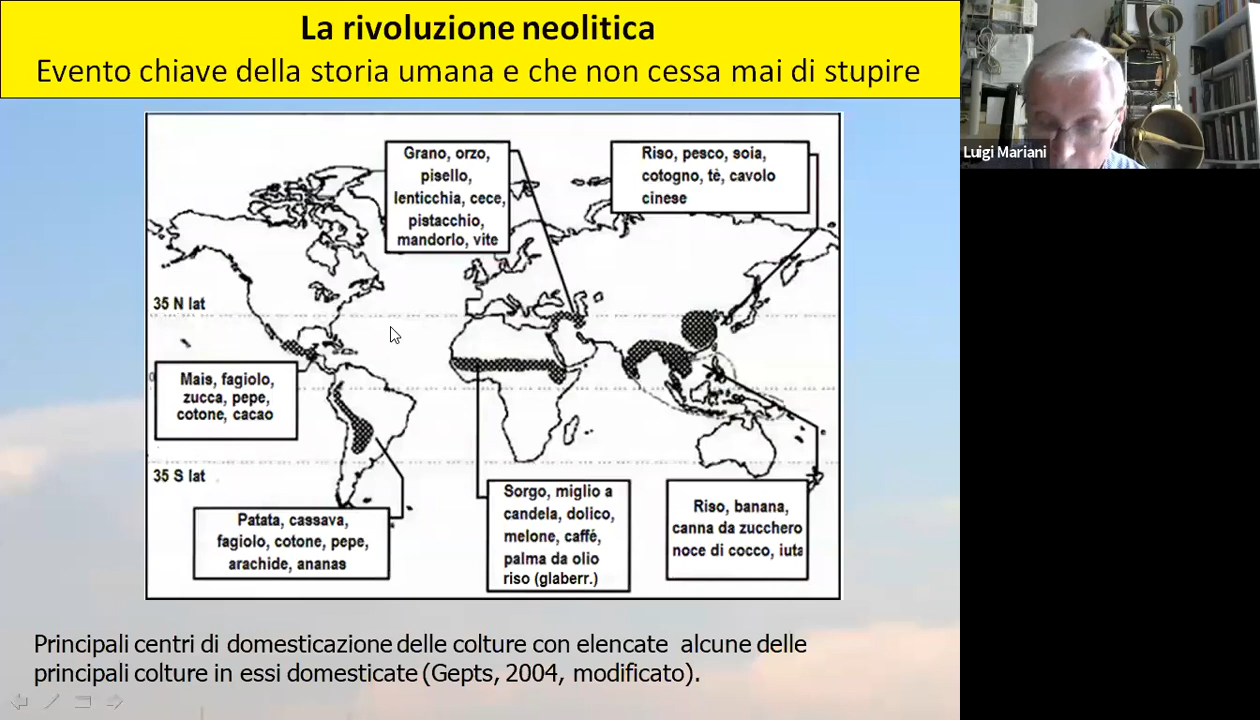 La rivoluzione neolitica
Evento chiave della storia umana e che non cessa mai di stupire
Luigi Mariani
Grano, orzo,
pisello,
lenticchia, cece,
pistacchio,
mandorlo, vite
Riso, pesco, soia,
cotogno, tè, cavolo
cinese
35 N lat
Mais, fagiolo,
zucca, pepe,
cotone, cacao
0
35 S lat
Patata, cassava,
fagiolo, cotone, pepe,
arachide, ananas
Sorgo, miglio a
candela, dolico,
melone, caffé,
palma da olio
riso (glaberr.)
Riso, banana,
canna da zucchero
noce di cocco, iuta
Principali centri di domesticazione delle colture con elencate alcune delle
principali colture in essi domesticate (Gepts, 2004, modificato).